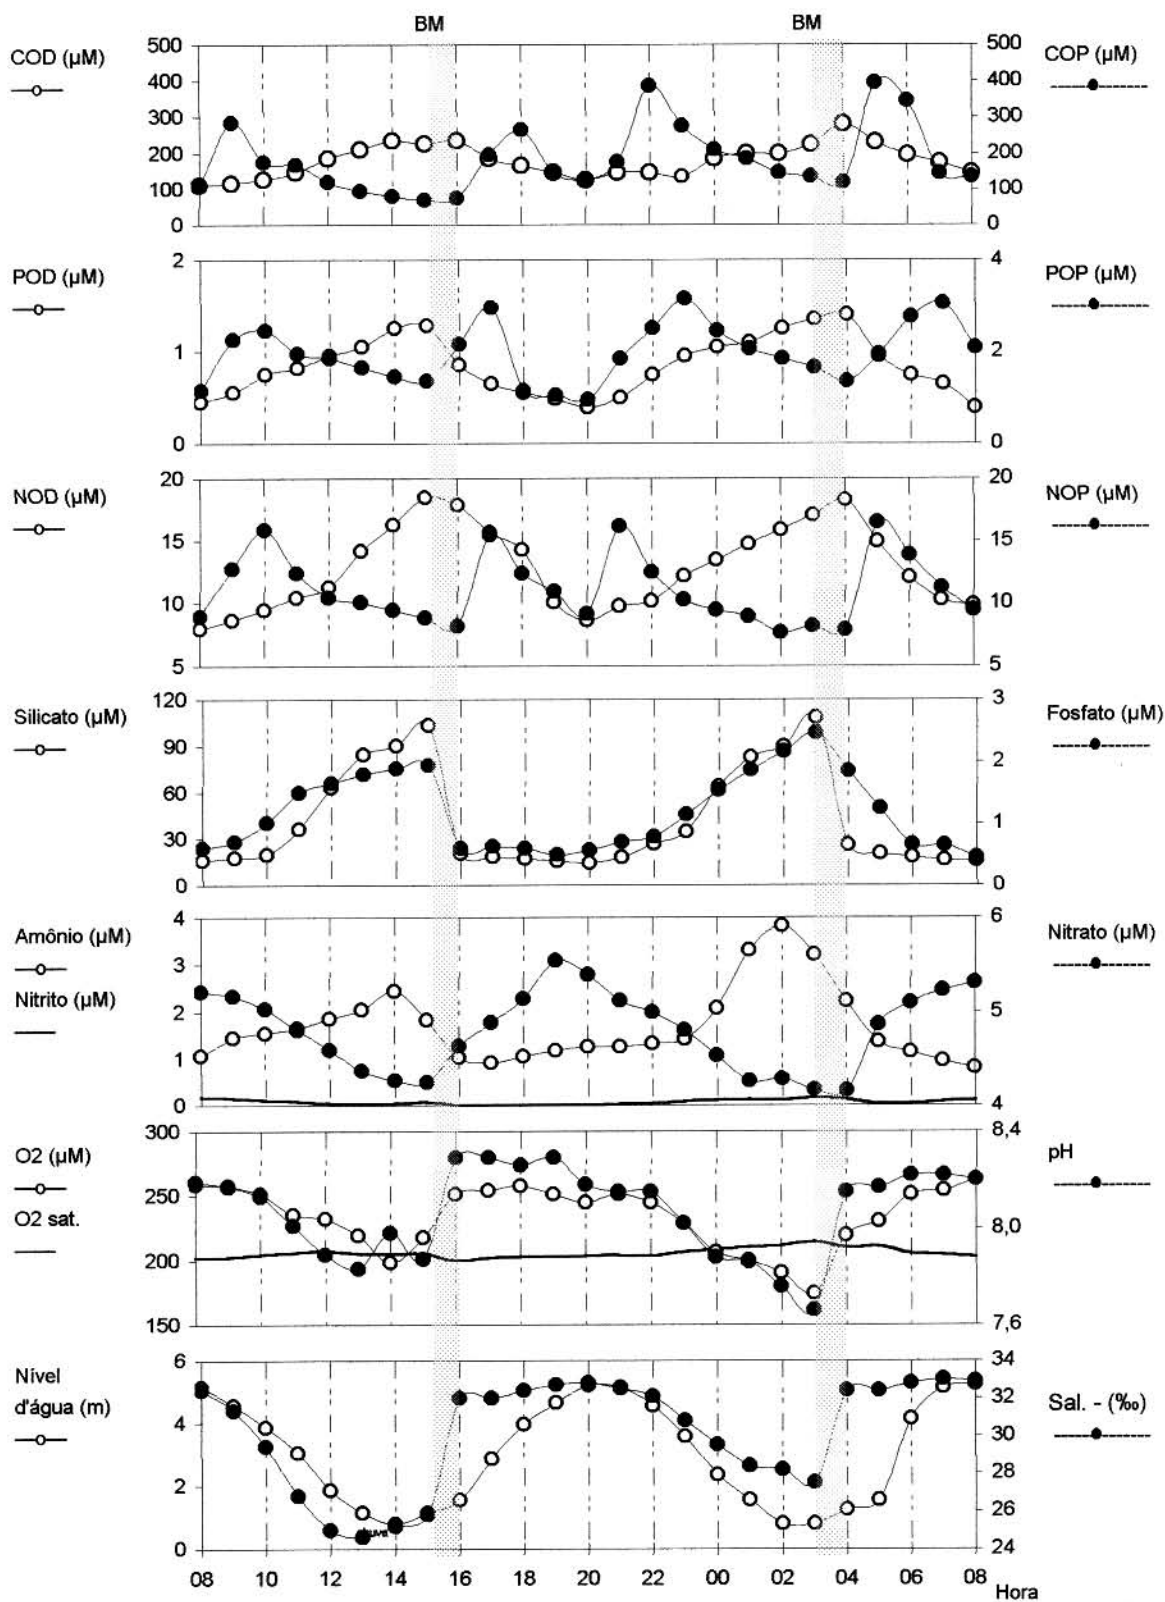 BM BM
COD (µM) 500 500 COP (µM)
400 400
300 300
200 200
100 100
0 0
POD (µM) 2 4 POP (µM)
3
1 2
1
0 0
NOD (µM) 20 20 NOP (µM)
15 15
10 10
5 5
Silicato (µM) 120 3 Fosfato (µM)
90 2
60
30 1
0 0
Amônio (µM) 4 6 Nitrato (µM)
Nitrito (µM) 3
2 5
1
0 4
O2 (µM) 300 8,4 pH
O2 sat. 250
200 8,0
150 7,6
Nível 6 34
d'água (m) 4 32 Sal. - (‰)
30
2 28
26
0 24
08 10 12 14 16 18 20 22 00 02 04 06 08 Hora